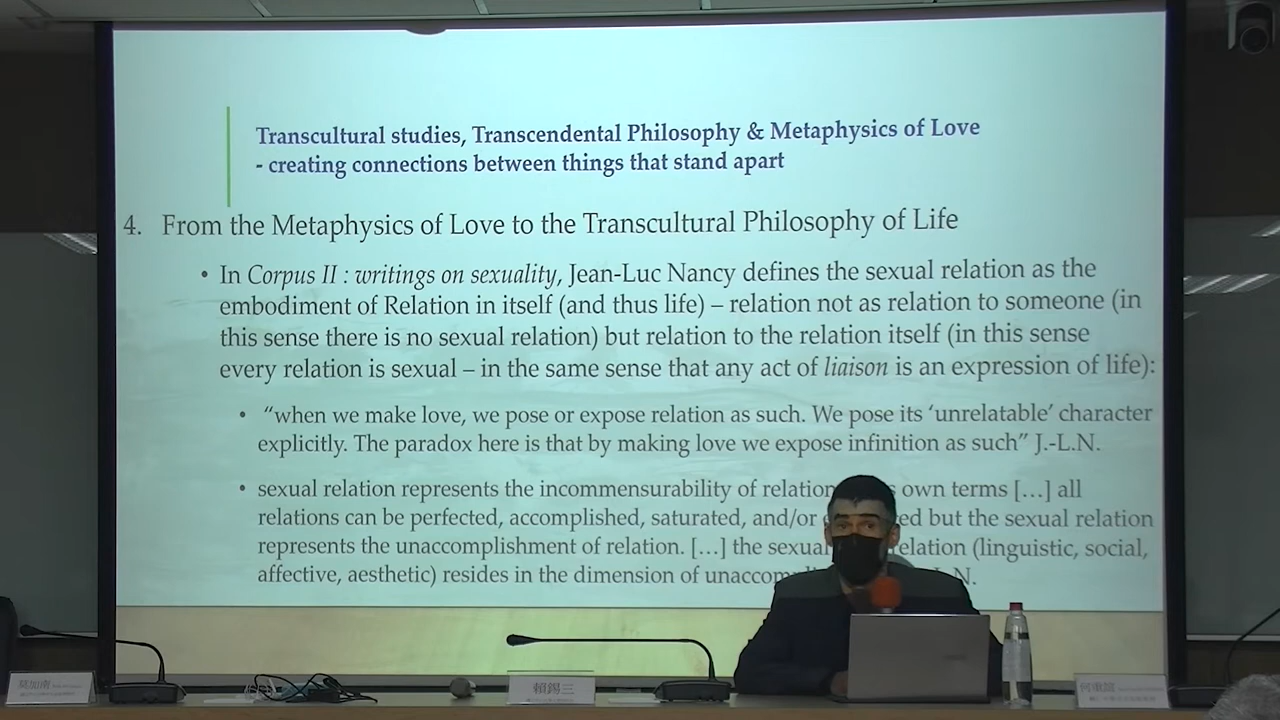 Transcultural studies, Transcendental Philosophy & Metaphysics of Love
- creating connections between things that stand apart
4. From the Metaphysics of Love to the Transcultural Philosophy of Life
• In Corpus II : writings on sexuality, Jean-Luc Nancy defines the sexual relation as the
embodiment of Relation in itself (and thus life) – relation not as relation to someone (in
this sense there is no sexual relation) but relation to the relation itself (in this sense
every relation is sexual – in the same sense that any act of liaison is an expression of life):
• “when we make love, we pose or expose relation as such. We pose its ‘unrelatable’ character
explicitly. The paradox here is that by making love we expose infinition as such” J.-L.N.
• sexual relation represents the incommensurability of relation own terms […] all
relations can be perfected, accomplished, saturated, and/or but the sexual relation
represents the unaccomplishment of relation. […] the sexual relation (linguistic, social,
affective, aesthetic) resides in the dimension of N.
莫加南
賴錫三
何重誼